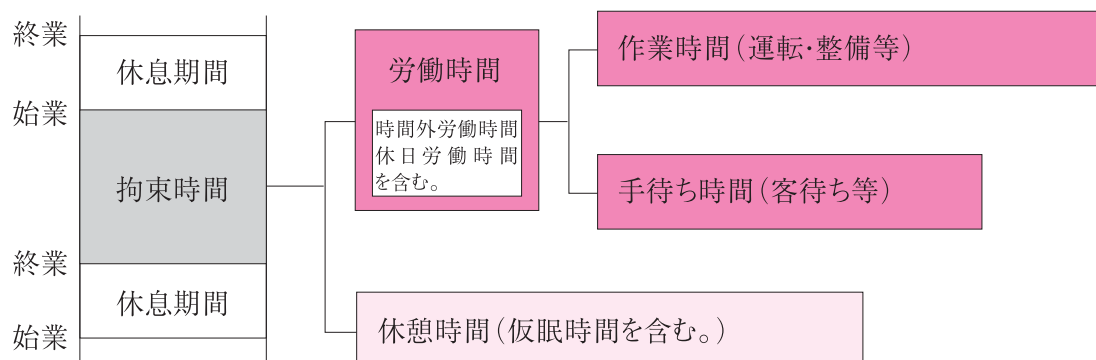 終業
休息期間
始業
拘束時間
終業
休息期間
始業
労働時間
時間外労働時間
休日労働時間
を含む。
作業時間（運転・整備等）
手待ち時間（客待ち等）
休憩時間（仮眠時間を含む。）